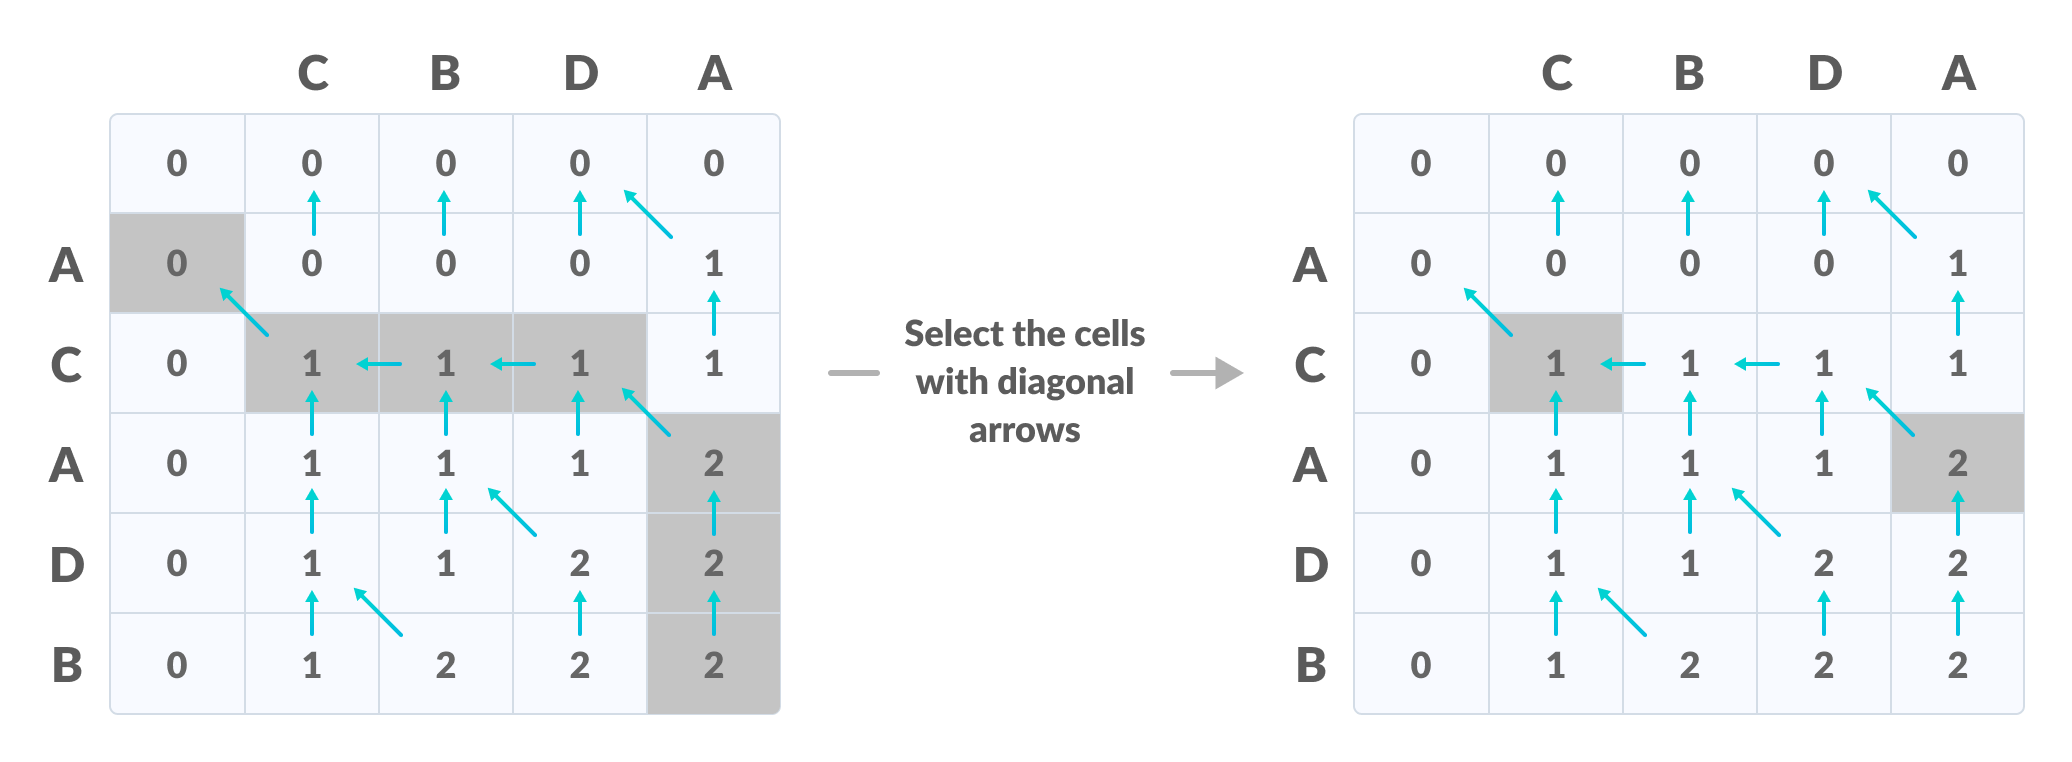 C B D A
0 0 0 0 0
A 0 0 0 0 1
C 0 1 1 1 1
A 0 1 1 1 2
D 0 1 1 2 2
B 0 1 2 2 2
Select the cells
with diagonal
arrows
C B D A
0 0 0 0 0
A 0 0 0 0 1
C 0 1 1 1 1
A 0 1 1 1 2
D 0 1 1 2 2
B 0 1 2 2 2